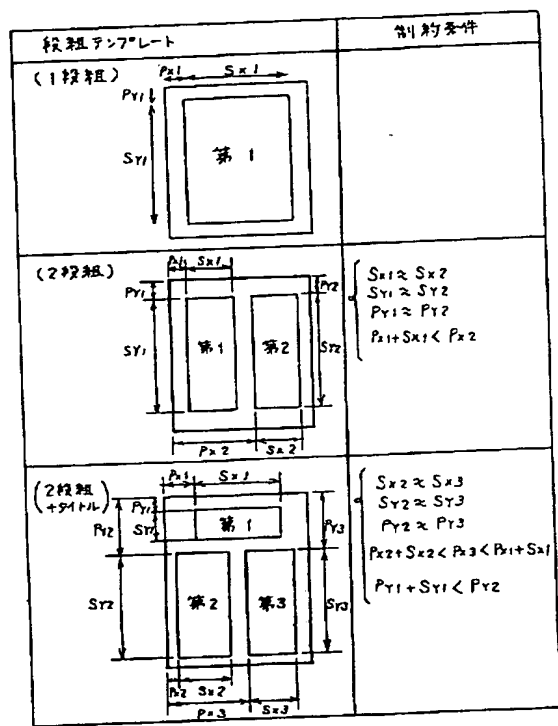 段組テンプレート
制約条件
(1段組)
Px1 Sx1
PY1
SY1
第1
(2段組)
Px1 Sx1
PY1
PY2
SY1
第1
第2
SY2
Px2 Sx2
Sx1≈Sx2
SY1≈SY2
PY1≈PY2
Px1+Sx1<Px2
(2段組
+タイトル)
Px1 Sx1
PY1
PY2
SY1
第1
PY3
SY2
第2
第3
SY3
Px2 Sx2
Px3 Sx3
Sx2≈Sx3
SY2≈SY3
PY2≈PY3
Px2+Sx2<Px3<Px1+Sx1
PY1+SY1<PY2